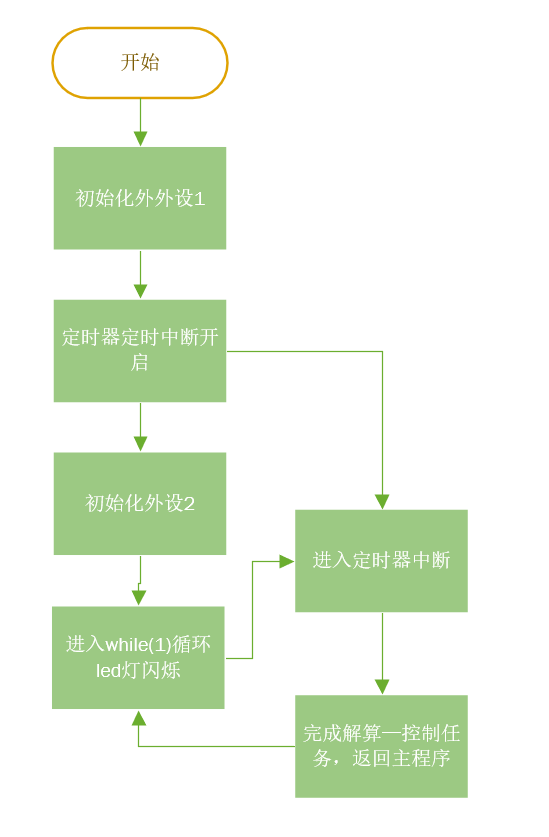 开始
初始化外外设1
定时器定时中断开
启
初始化外设2
进入定时器中断
进入while(1)循环
led灯闪烁
完成解算—控制任
务，返回主程序